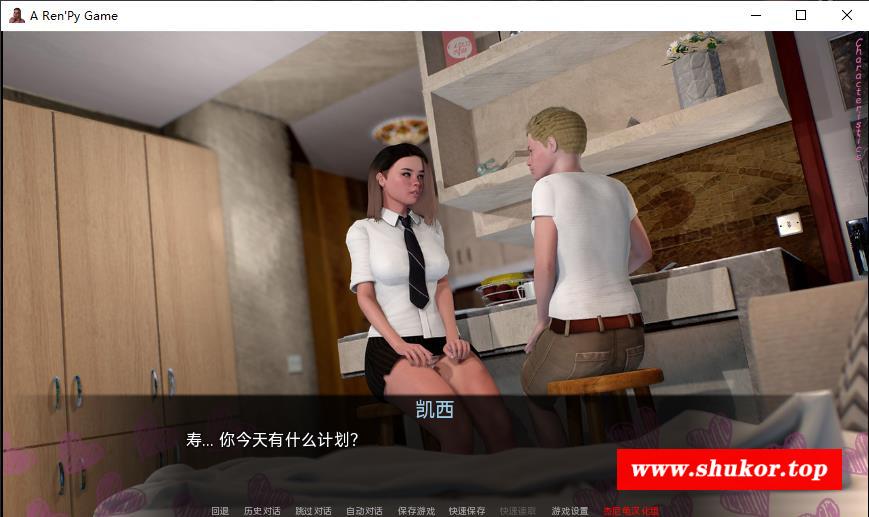 A Ren'Py Game
Characteristics
凯西
寿... 你今天有什么计划？
www.shukor.top
回退 历史对话 跳过对话 自动对话 保存游戏 快速保存 快速读取 游戏设置